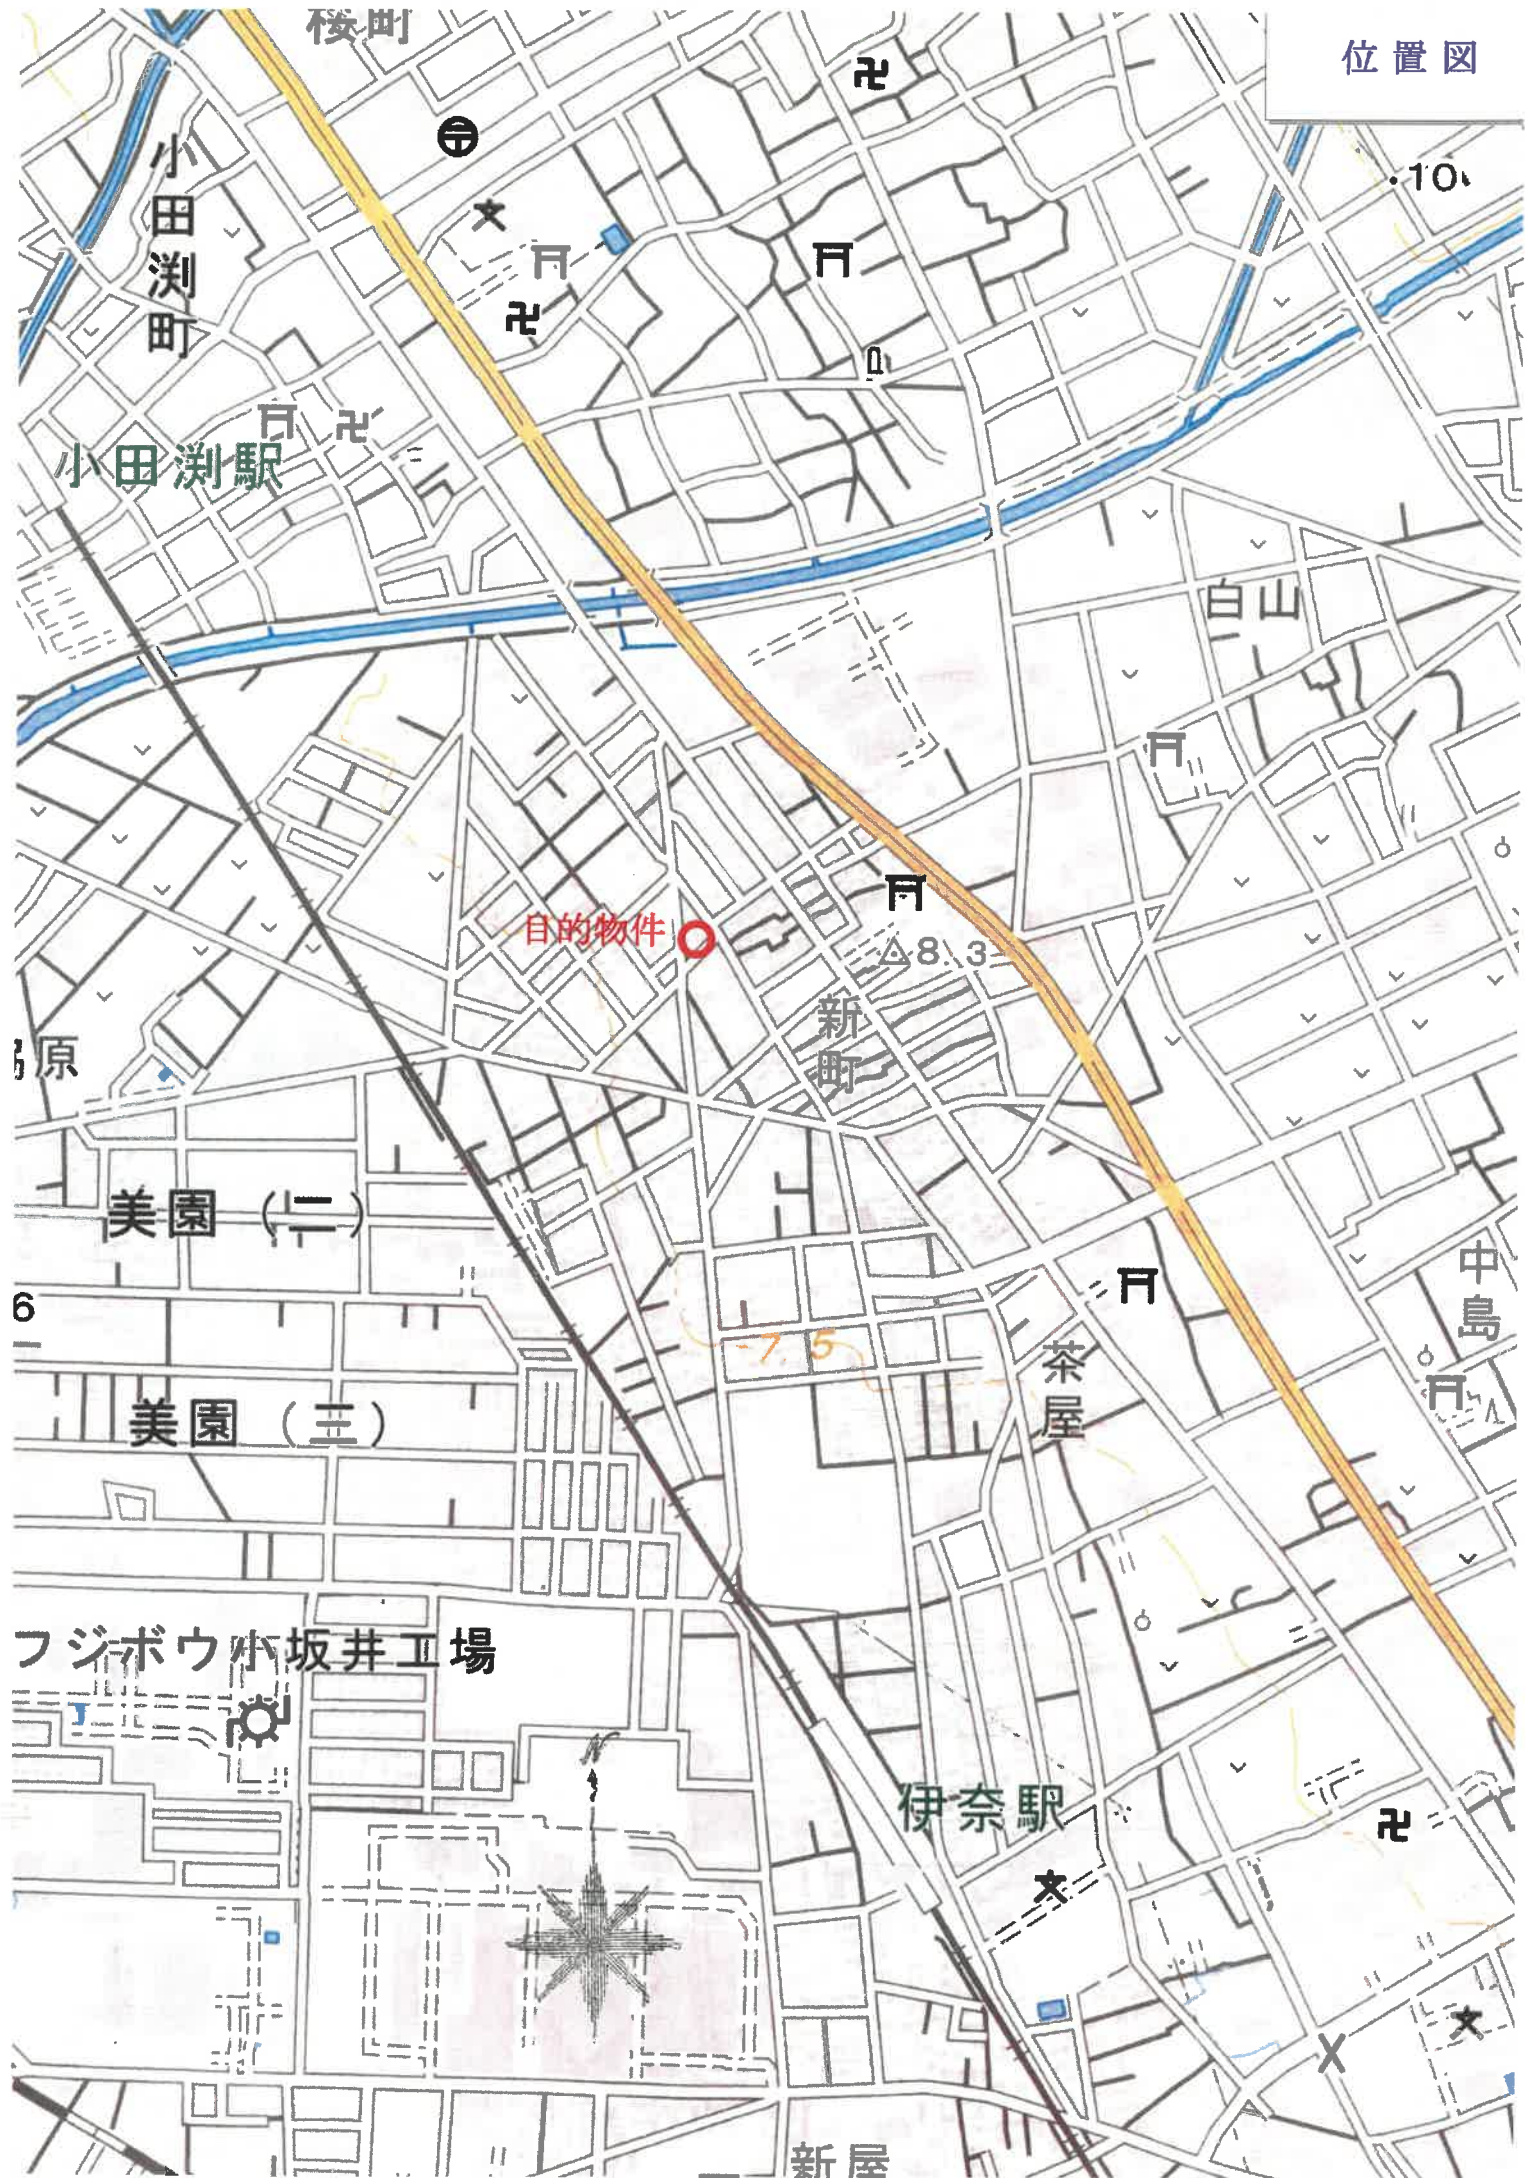 位置図
桜町
・10
小田渕町
小田渕駅
白山
目的物件
8.3
新町
原
美園(二)
6
中島
7.5
茶屋
美園(三)
フジボウ小坂井工場
N
伊奈駅
新屋